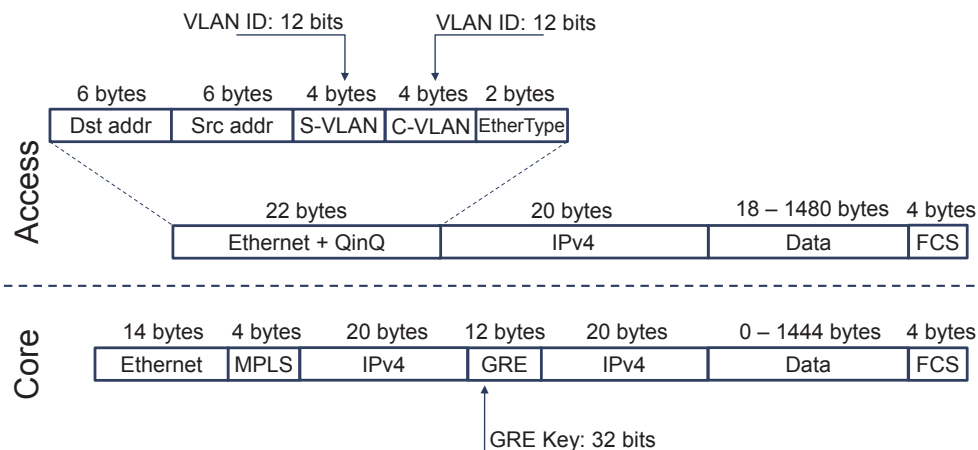 VLAN ID: 12 bits VLAN ID: 12 bits
6 bytes 6 bytes 4 bytes 4 bytes 2 bytes
Dst addr Src addr S-VLAN C-VLAN EtherType
Access
22 bytes 20 bytes 18 – 1480 bytes 4 bytes
Ethernet + QinQ IPv4 Data FCS
Core
14 bytes 4 bytes 20 bytes 12 bytes 20 bytes 0 – 1444 bytes 4 bytes
Ethernet MPLS IPv4 GRE IPv4 Data FCS
GRE Key: 32 bits